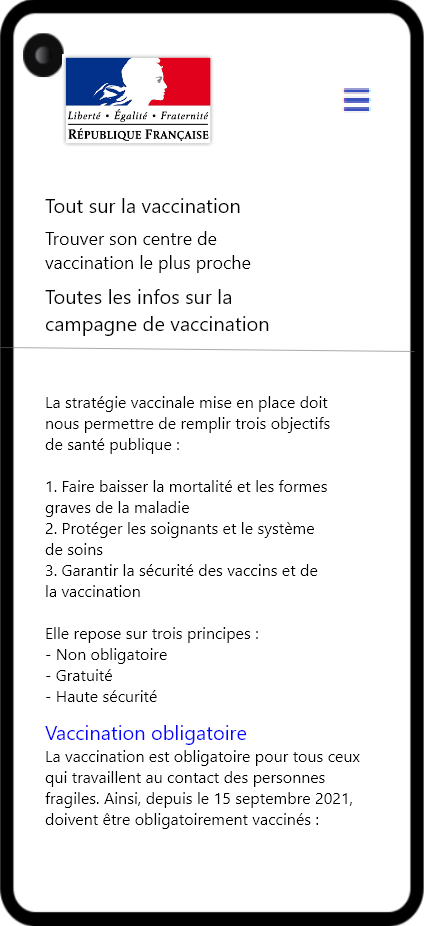 Liberté • Égalité • Fraternité
RÉPUBLIQUE FRANÇAISE
Tout sur la vaccination
Trouver son centre de
vaccination le plus proche
Toutes les infos sur la
campagne de vaccination
La stratégie vaccinale mise en place doit
nous permettre de remplir trois objectifs
de santé publique :
1. Faire baisser la mortalité et les formes
graves de la maladie
2. Protéger les soignants et le système
de soins
3. Garantir la sécurité des vaccins et de
la vaccination
Elle repose sur trois principes :
- Non obligatoire
- Gratuité
- Haute sécurité
Vaccination obligatoire
La vaccination est obligatoire pour tous ceux
qui travaillent au contact des personnes
fragiles. Ainsi, depuis le 15 septembre 2021,
doivent être obligatoirement vaccinés :